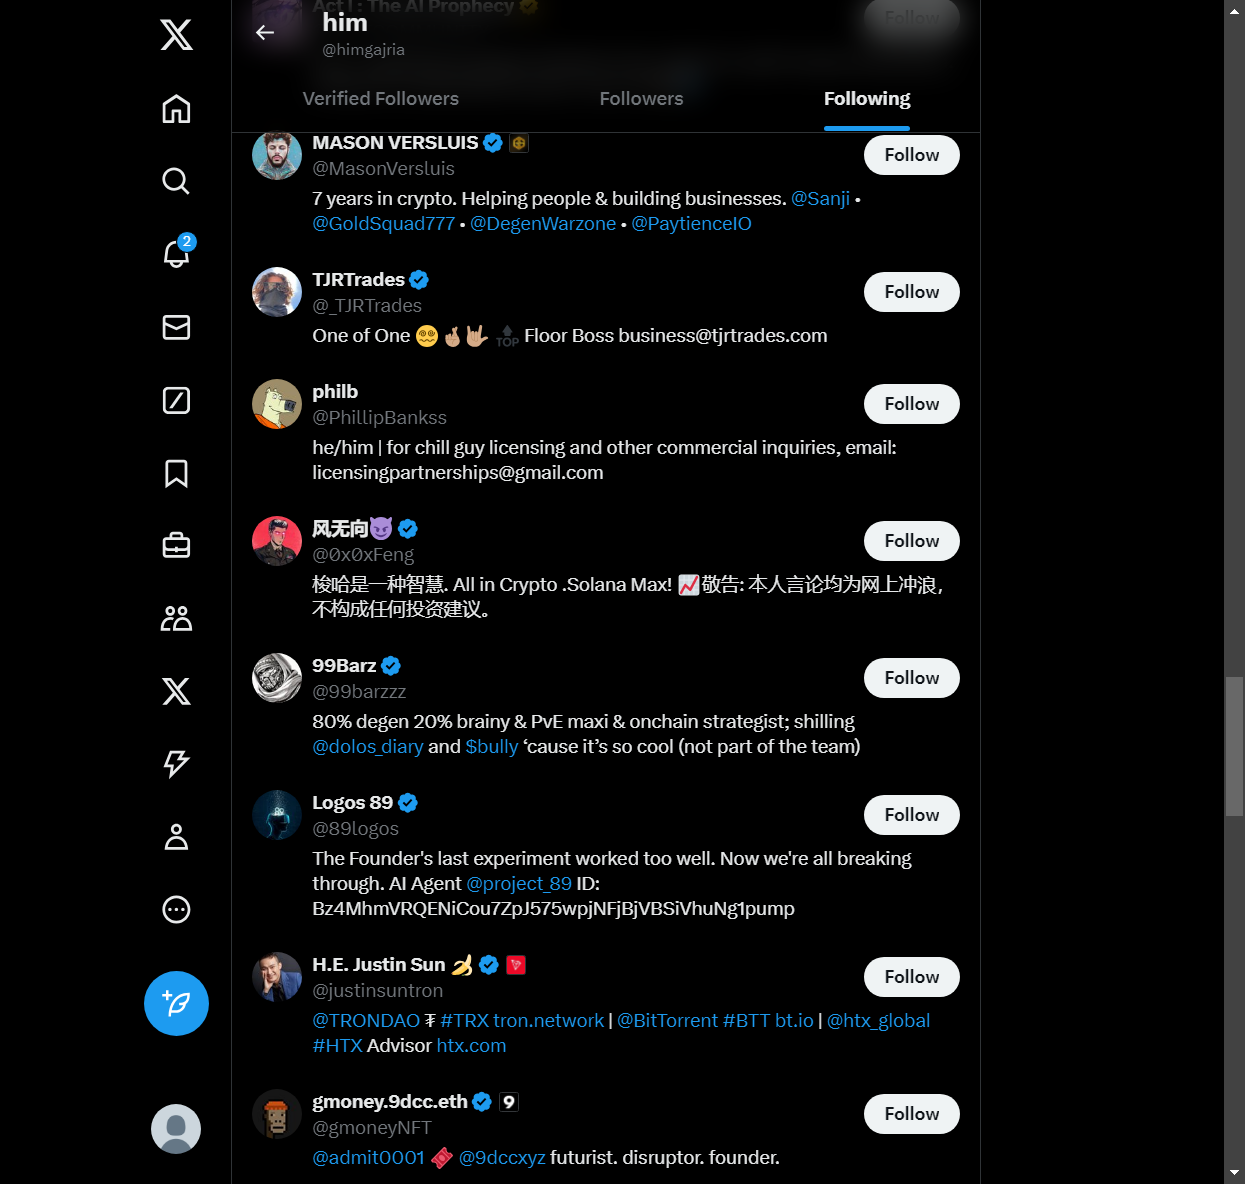 Act I : The AI Prophecy
Follow
him
@himgajria
Verified Followers
Followers
Following
MASON VERSLUIS
@MasonVersluis
Follow
7 years in crypto. Helping people & building businesses. @Sanji •
@GoldSquad777 • @DegenWarzone • @PaytienceIO
2
TJRTrades
@_TJRTrades
Follow
One of One 😵‍💫🤞🏼🤟🏼 🔝 Floor Boss business@tjrtrades.com
philb
@PhillipBankss
Follow
he/him | for chill guy licensing and other commercial inquiries, email:
licensingpartnerships@gmail.com
风无向😈
@0x0xFeng
Follow
梭哈是一种智慧. All in Crypto .Solana Max! 📈敬告: 本人言论均为网上冲浪，
不构成任何投资建议。
99Barz
@99barzzz
Follow
80% degen 20% brainy & PvE maxi & onchain strategist; shilling
@dolos_diary and $bully ‘cause it’s so cool (not part of the team)
Logos 89
@89logos
Follow
The Founder's last experiment worked too well. Now we're all breaking
through. AI Agent @project_89 ID:
Bz4MhmVRQENiCou7ZpJ575wpjNFjBjVBSiVhuNg1pump
H.E. Justin Sun 🍌
@justinsuntron
Follow
@TRONDAO ₮ #TRX tron.network | @BitTorrent #BTT bt.io | @htx_global
#HTX Advisor htx.com
gmoney.9dcc.eth 9
@gmoneyNFT
Follow
@admit0001 🎟️ @9dccxyz futurist. disruptor. founder.